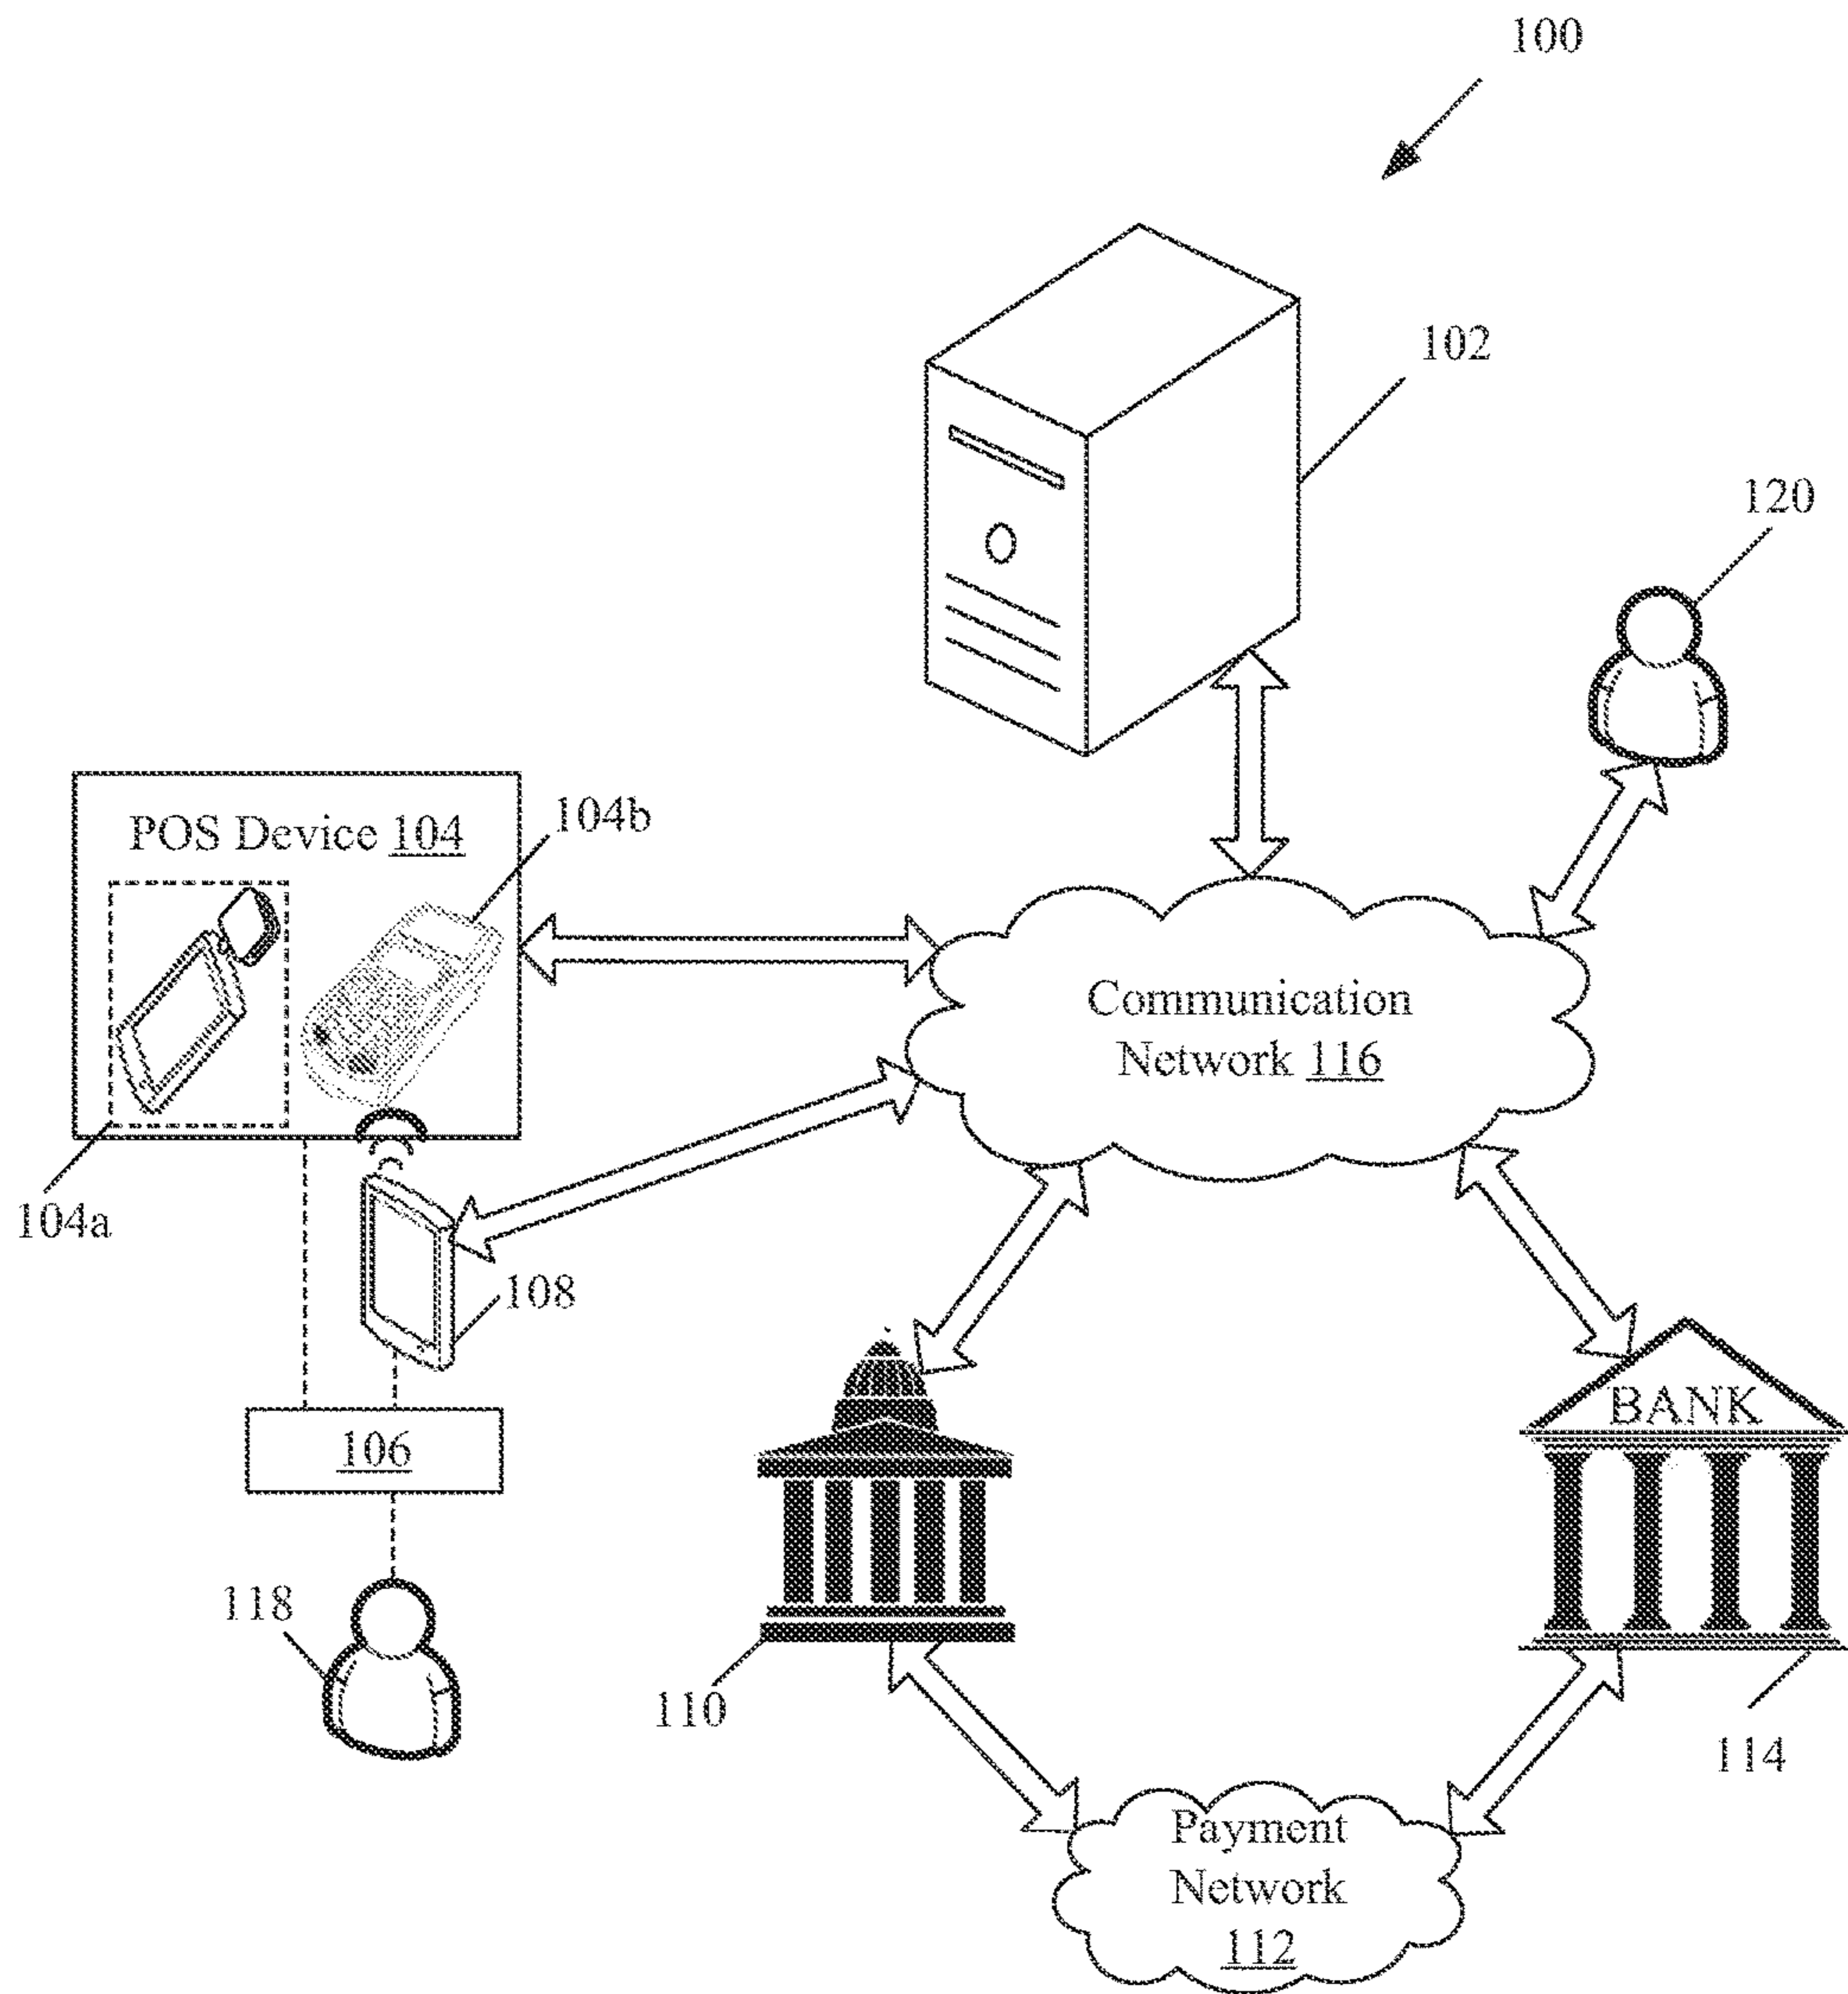 100
102
120
POS Device 104
104b
Communication
Network 116
104a
108
BANK
106
118
110
114
Payment
Network
112